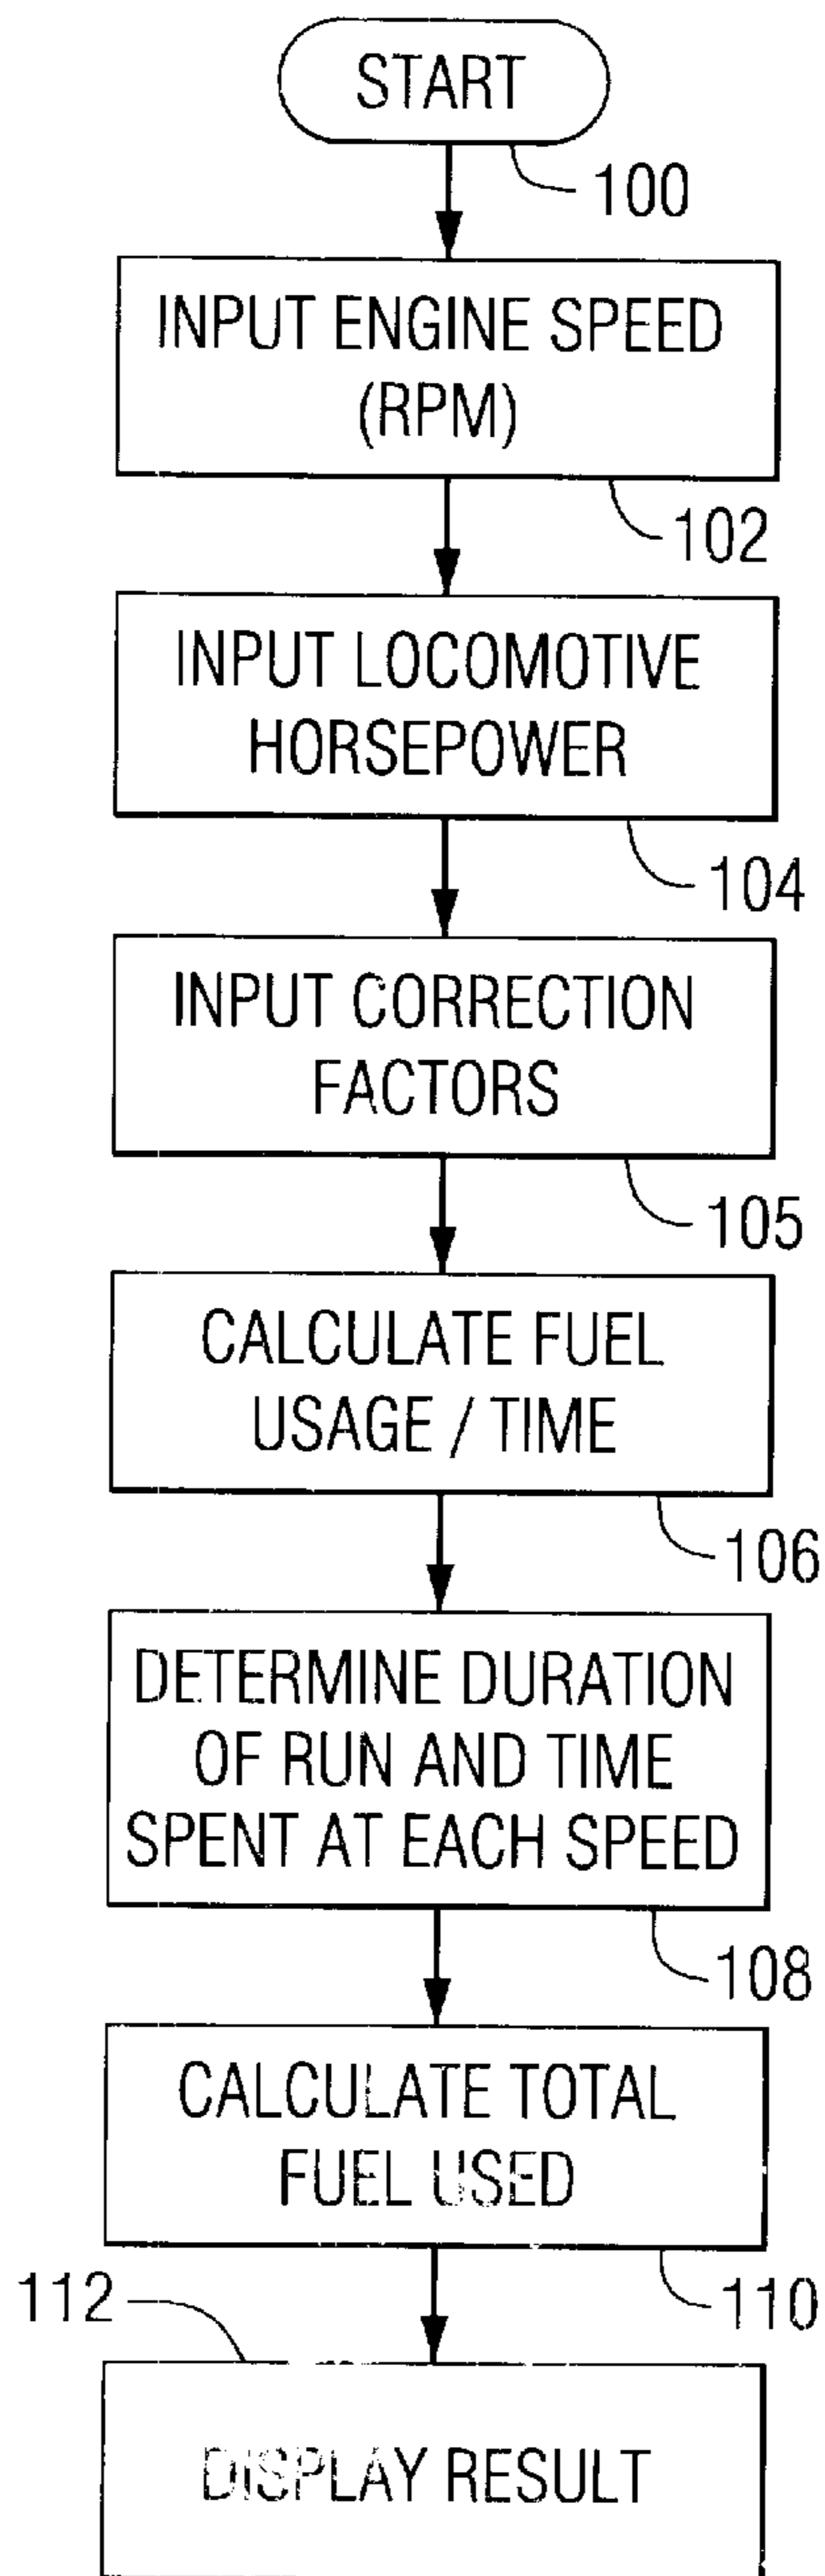 START
100
INPUT ENGINE SPEED
(RPM)
102
INPUT LOCOMOTIVE
HORSEPOWER
104
INPUT CORRECTION
FACTORS
105
CALCULATE FUEL
USAGE / TIME
106
DETERMINE DURATION
OF RUN AND TIME
SPENT AT EACH SPEED
108
CALCULATE TOTAL
FUEL USED
110
112
DISPLAY RESULT